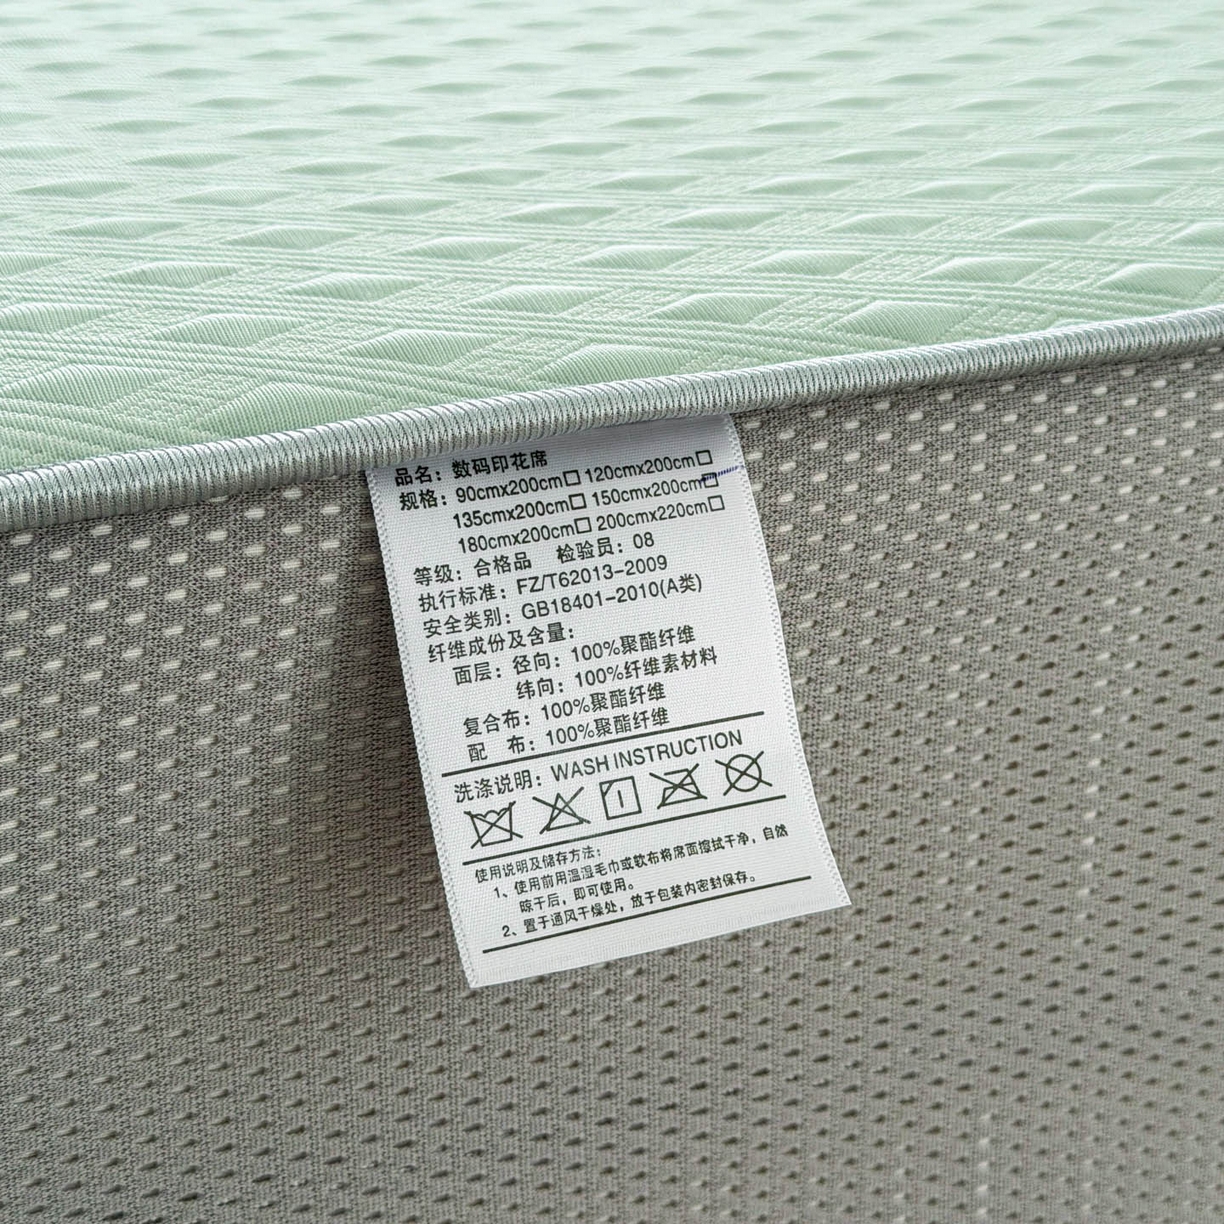 品名：数码印花席
规格：90cmx200cm□ 120cmx200cm□
135cmx200cm□ 150cmx200cm□
180cmx200cm□ 200cmx220cm□
等级：合格品 检验员：08
执行标准：FZ/T62013-2009
安全类别：GB18401-2010(A类)
纤维成份及含量：
面层：径向：100%聚酯纤维
纬向：100%纤维素材料
复合布：100%聚酯纤维
配 布：100%聚酯纤维
洗涤说明：WASH INSTRUCTION
使用说明及储存方法：
1、使用前用温湿毛巾或软布将席面擦拭干净，自然
晾干后，即可使用。
2、置于通风干燥处，放于包装内密封保存。